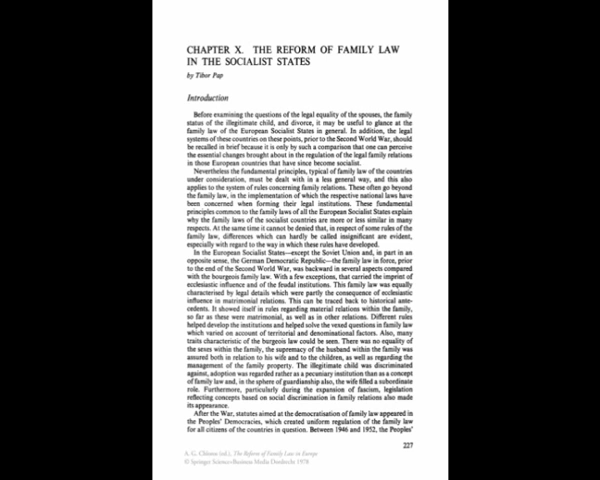 CHAPTER X. THE REFORM OF FAMILY LAW
IN THE SOCIALIST STATES
by Tibor Pap
Introduction
Before examining the questions of the legal equality of the spouses, the family
status of the illegitimate child, and divorce, it may be useful to glance at the
family law of the European Socialist States in general. In addition, the legal
systems of these countries on these points, prior to the Second World War, should
be recalled in brief because it is only by such a comparison that one can perceive
the essential changes brought about in the regulation of the legal family relations
in those European countries that have since become socialist.
Nevertheless the fundamental principles, typical of family law of the countries
under consideration, must be dealt with in a less general way, and this also
applies to the system of rules concerning family relations. These often go beyond
the family law, in the implementation of which the respective national laws have
been concerned when forming their legal institutions. These fundamental
principles common to the family laws of all the European Socialist States explain
why the family laws of the socialist countries are more or less similar in many
respects. At the same time it cannot be denied that, in respect of some rules of the
family law, differences which can hardly be called insignificant are evident,
especially with regard to the way in which these rules have developed.
In the European Socialist States—except the Soviet Union and, in part in an
opposite sense, the German Democratic Republic—the family law in force, prior
to the end of the Second World War, was backward in several aspects compared
with the bourgeois family law. With a few exceptions, that carried the imprint of
ecclesiastic influence and of the feudal institutions. This family law was equally
characterised by legal details which were partly the consequence of ecclesiastic
influence in matrimonial relations. This can be traced back to historical ante-
cedents. It showed itself in rules regarding material relations within the family,
so far as these were matrimonial, as well as in other relations. Different rules
helped develop the institutions and helped solve the vexed questions in family law
which varied on account of territorial and denominational factors. Also, many
traits characteristic of the burgeois law could be seen. There was no equality of
the sexes within the family, the supremacy of the husband within the family was
assured both in relation to his wife and to the children, as well as regarding the
management of the family property. The illegitimate child was discriminated
against, adoption was regarded rather as a pecuniary institution than as a concept
of family law and, in the sphere of guardianship also, the wife filled a subordinate
role. Furthermore, particularly during the expansion of fascism, legislation
reflecting concepts based on social discrimination in family relations also made
its appearance.
After the War, statutes aimed at the democratisation of family law appeared in
the Peoples' Democracies, which created uniform regulation of the family law
for all citizens of the countries in question. Between 1946 and 1952, the Peoples'
227
A. G. Chloros (ed.), The Reform of Family Law in Europe
© Springer Science+Business Media Dordrecht 1978